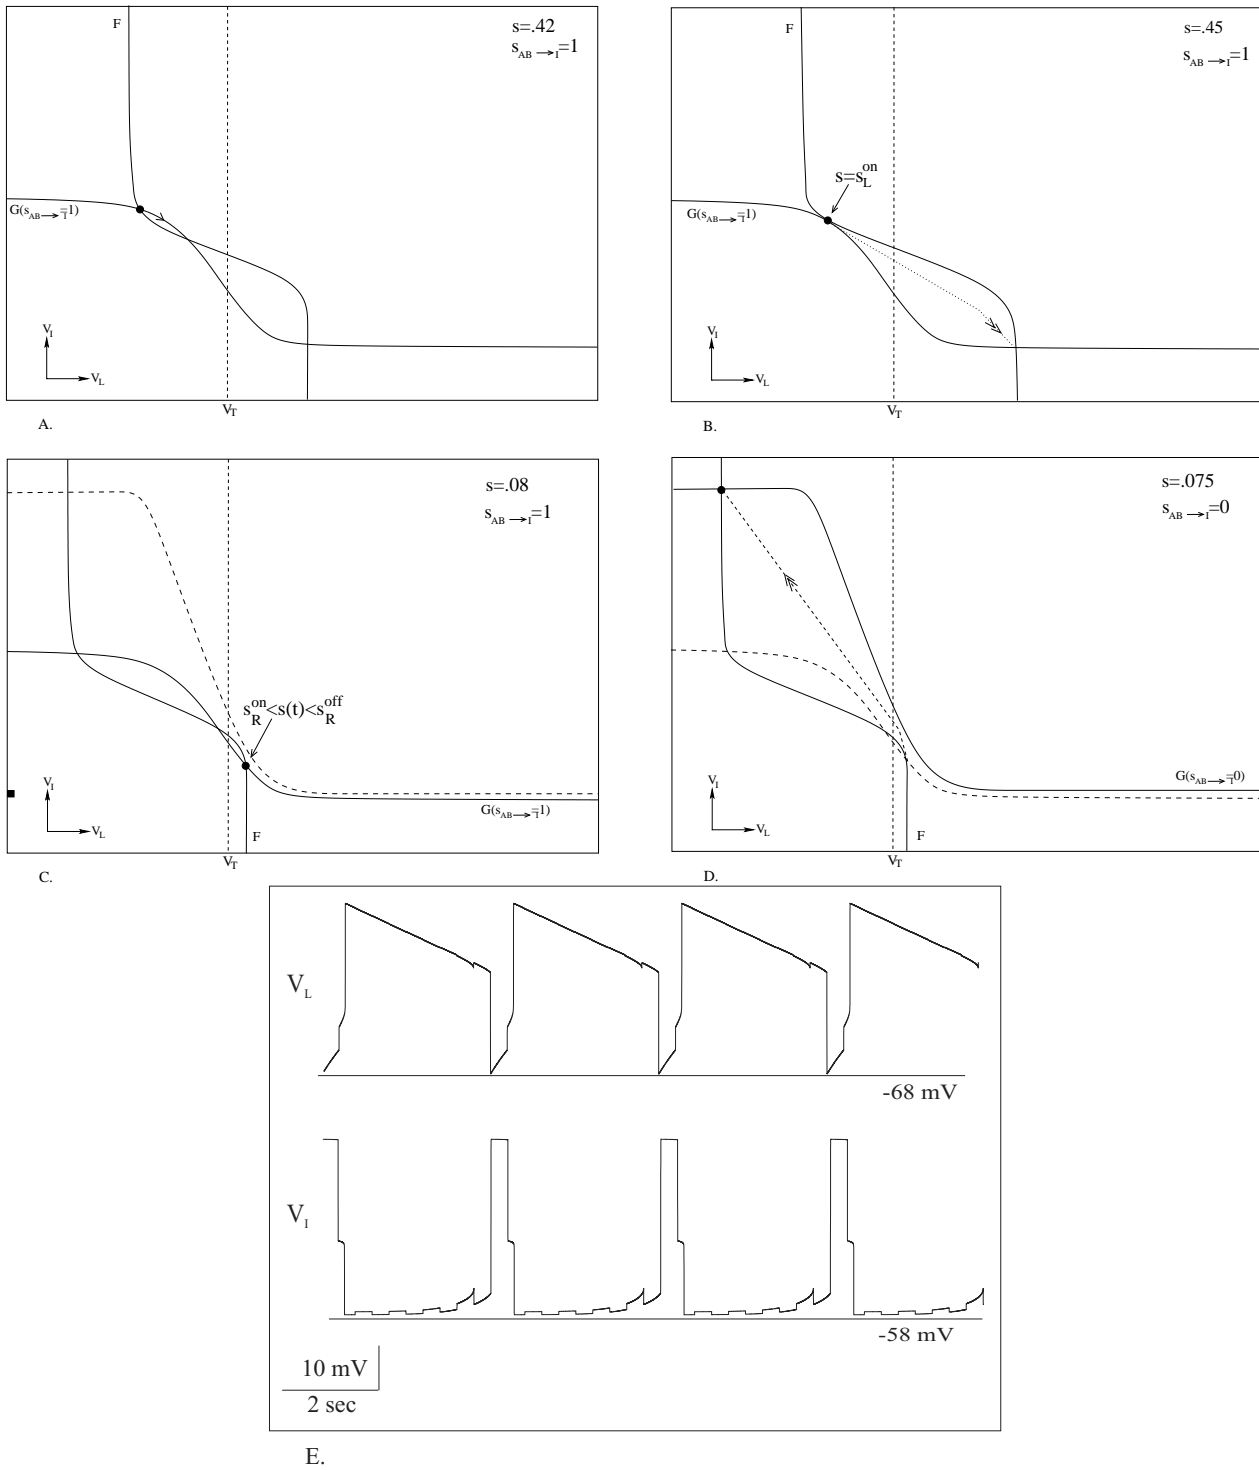 F
s=.42
s_AB→I=1
G(s_AB→I=1)
V_I
V_L
V_T
A.
F
s=.45
s_AB→I=1
s=s_L^on
G(s_AB→I=1)
V_I
V_L
V_T
B.
s=.08
s_AB→I=1
s_R^on<s(t)<s_R^off
V_I
G(s_AB→I=1)
V_L
F
V_T
C.
s=.075
s_AB→I=0
G(s_AB→I=0)
V_I
V_L
F
V_T
D.
V_L
-68 mV
V_I
-58 mV
10 mV
2 sec
E.